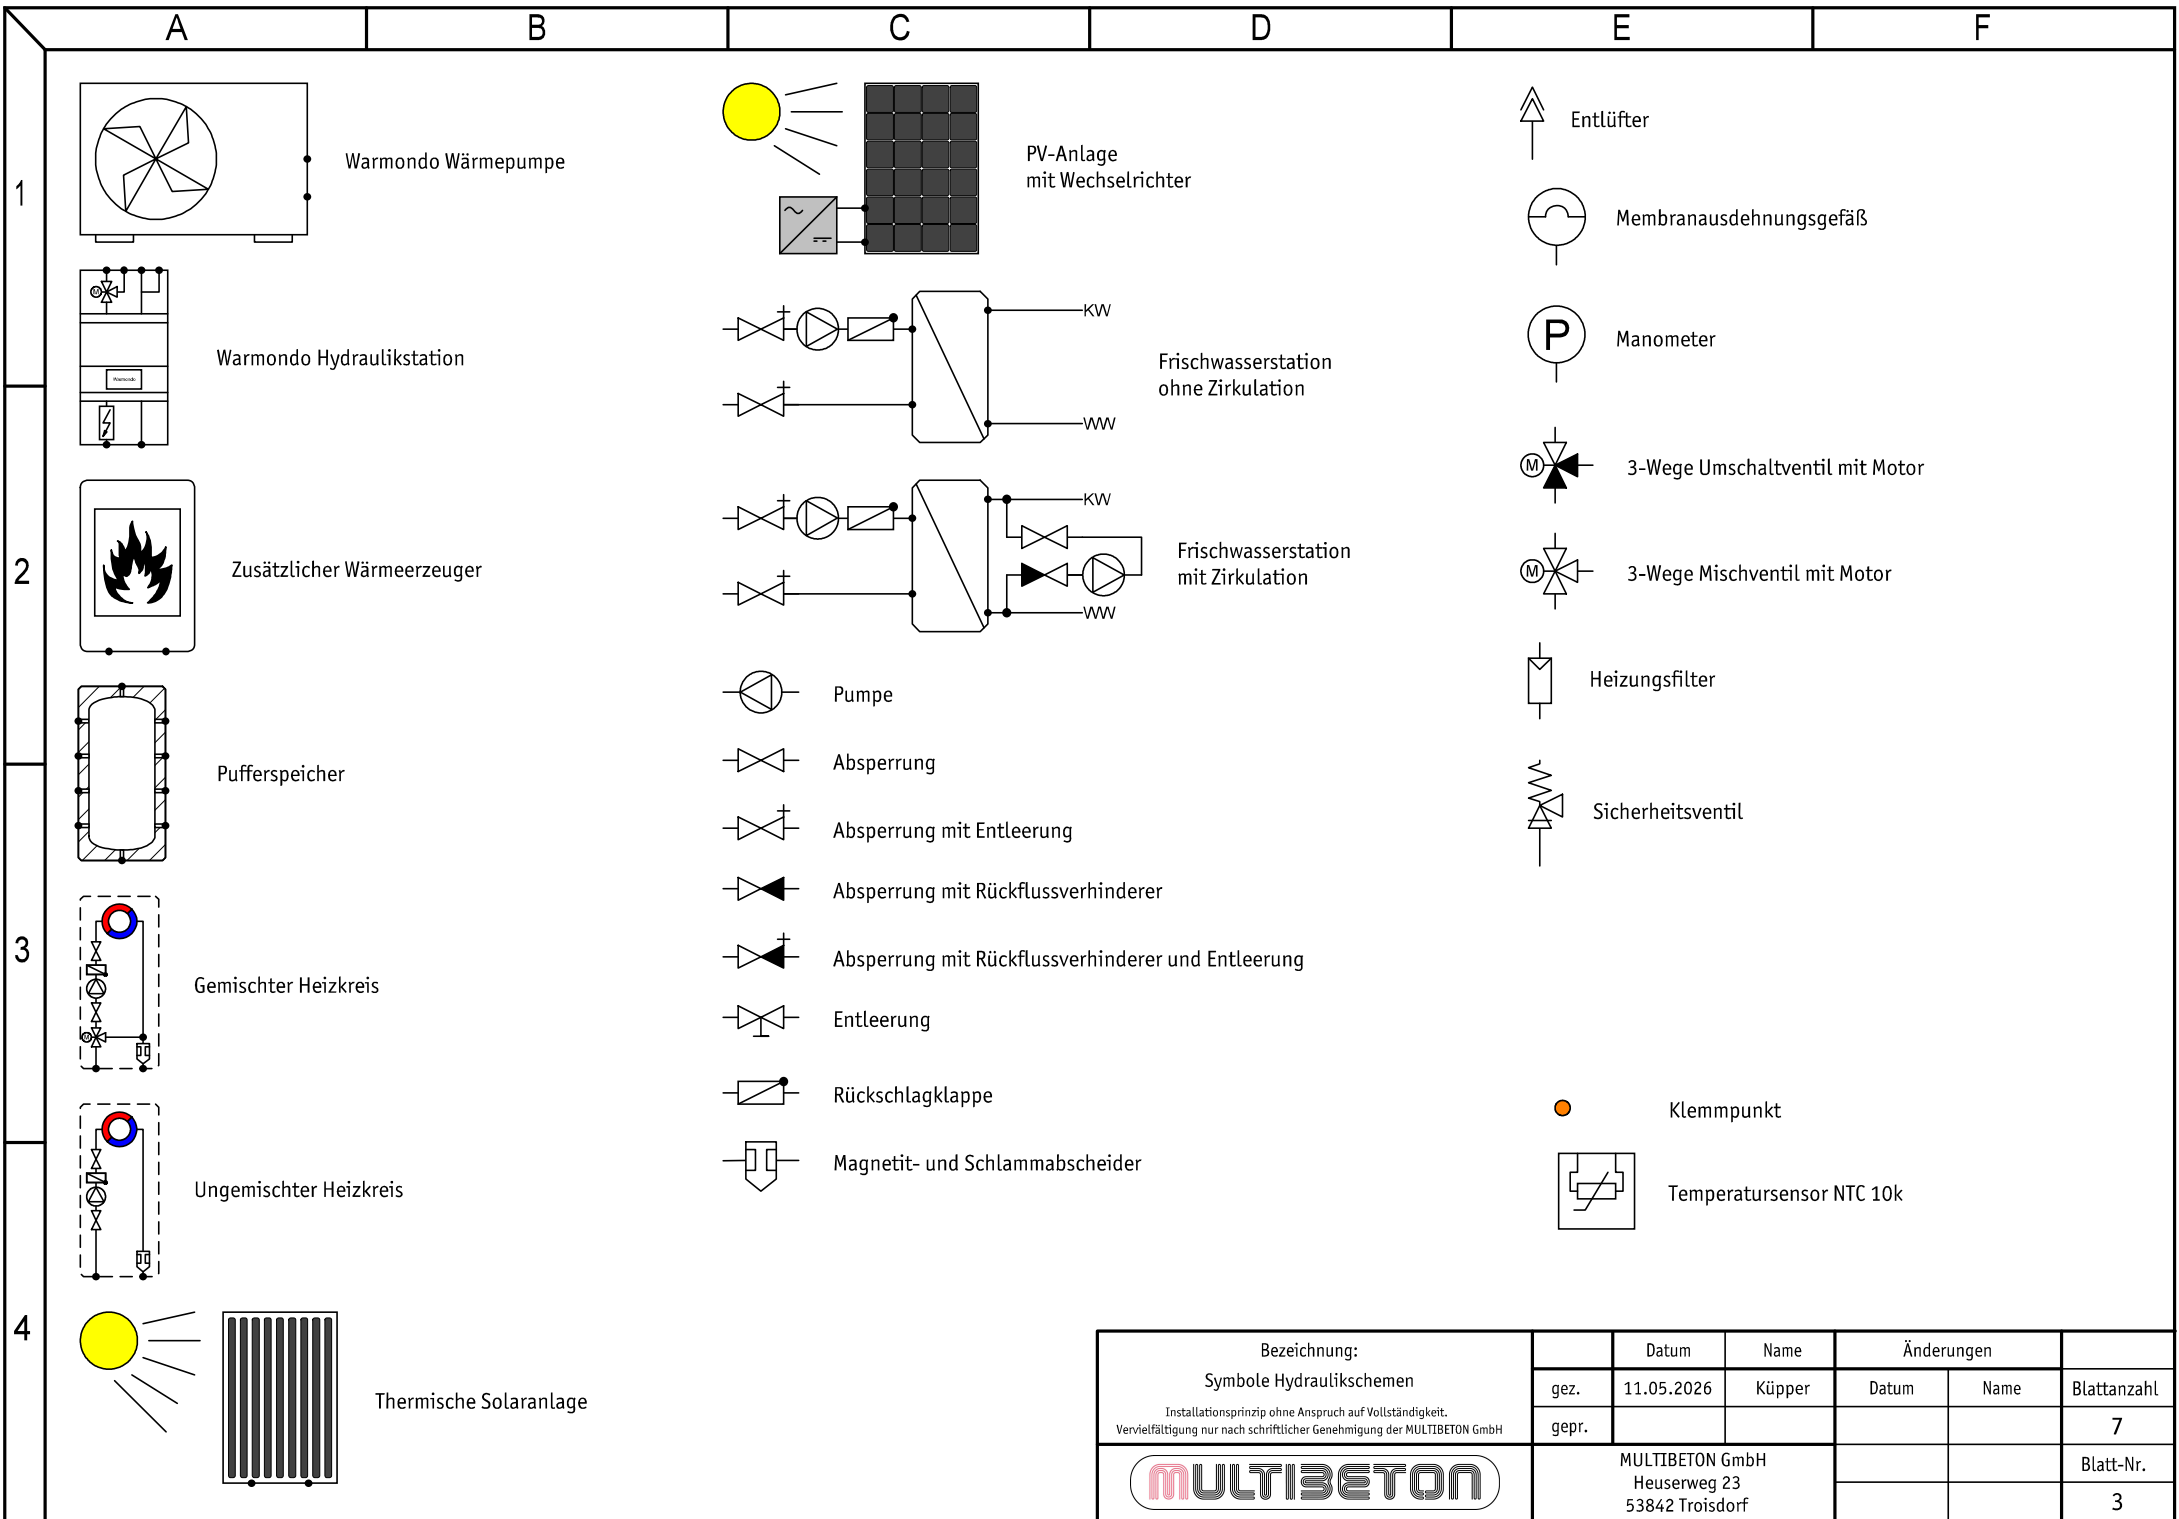 A
B
C
D
E
F
1
2
3
4
Warmondo Wärmepumpe
M
Warmondo
Warmondo Hydraulikstation
Zusätzlicher Wärmeerzeuger
Pufferspeicher
M
Gemischter Heizkreis
Ungemischter Heizkreis
Thermische Solaranlage
PV-Anlage
mit Wechselrichter
KW
WW
Frischwasserstation
ohne Zirkulation
KW
WW
Frischwasserstation
mit Zirkulation
Pumpe
Absperrung
Absperrung mit Entleerung
Absperrung mit Rückflussverhinderer
Absperrung mit Rückflussverhinderer und Entleerung
Entleerung
Rückschlagklappe
Magnetit- und Schlammabscheider
Entlüfter
Membranausdehnungsgefäß
P
Manometer
M
3-Wege Umschaltventil mit Motor
M
3-Wege Mischventil mit Motor
Heizungsfilter
Sicherheitsventil
Klemmpunkt
Temperatursensor NTC 10k
Bezeichnung:
Symbole Hydraulikschemen
Installationsprinzip ohne Anspruch auf Vollständigkeit.
Vervielfältigung nur nach schriftlicher Genehmigung der MULTIBETON GmbH
MULTIBETON
Datum
Name
Änderungen
gez.
11.05.2026
Küpper
Datum
Name
Blattanzahl
gepr.
7
MULTIBETON GmbH
Heuserweg 23
53842 Troisdorf
Blatt-Nr.
3